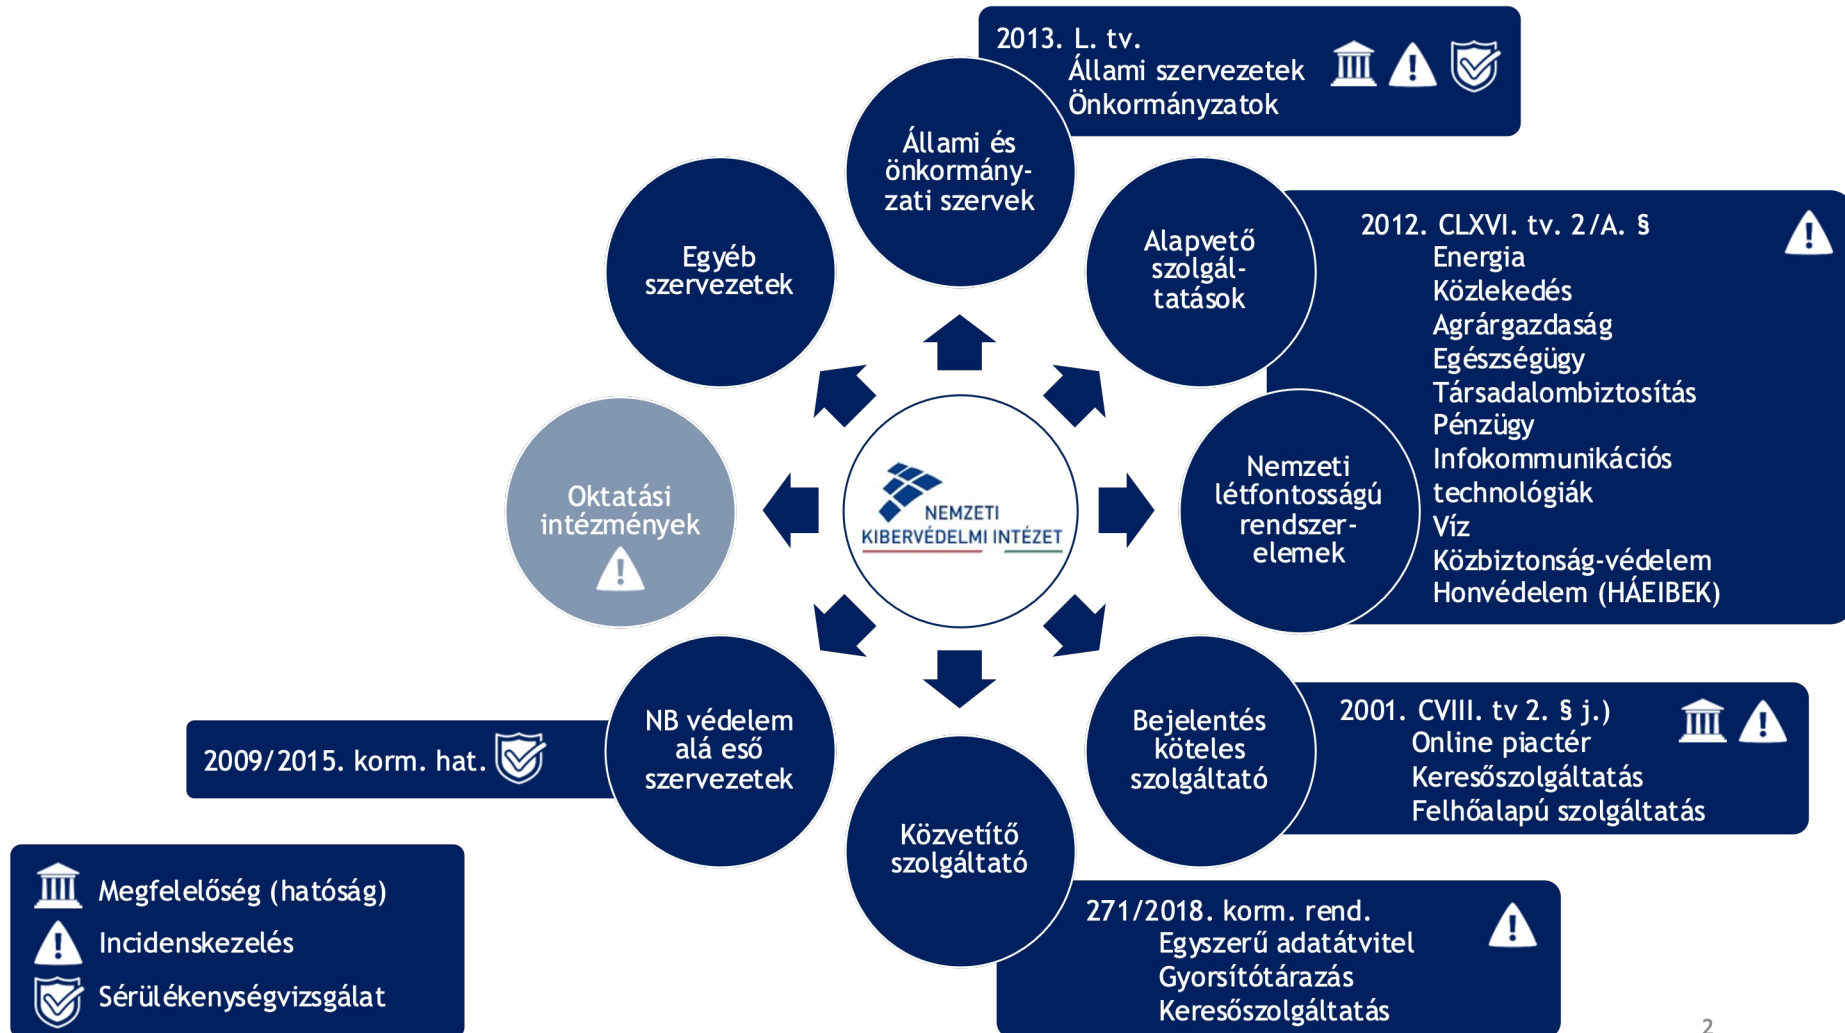 2013. L. tv.
Állami szervezetek
Önkormányzatok
Állami és
önkormány-
zati szervek
Alapvető
szolgál-
tatások
2012. CLXVI. tv. 2/A. §
Energia
Közlekedés
Agrárgazdaság
Egészségügy
Társadalombiztosítás
Pénzügy
Infokommunikációs
technológiák
Víz
Közbiztonság-védelem
Honvédelem (HÁEIBEK)
Nemzeti
létfontosságú
rendszer-
elemek
Bejelentés
köteles
szolgáltató
2001. CVIII. tv 2. § j.)
Online piactér
Keresőszolgáltatás
Felhőalapú szolgáltatás
Közvetítő
szolgáltató
271/2018. korm. rend.
Egyszerű adatátvitel
Gyorsítótárazás
Keresőszolgáltatás
NB védelem
alá eső
szervezetek
2009/2015. korm. hat.
Oktatási
intézmények
Egyéb
szervezetek
NEMZETI
KIBERVÉDELMI INTÉZET
Megfelelőség (hatóság)
Incidenskezelés
Sérülékenységvizsgálat
2